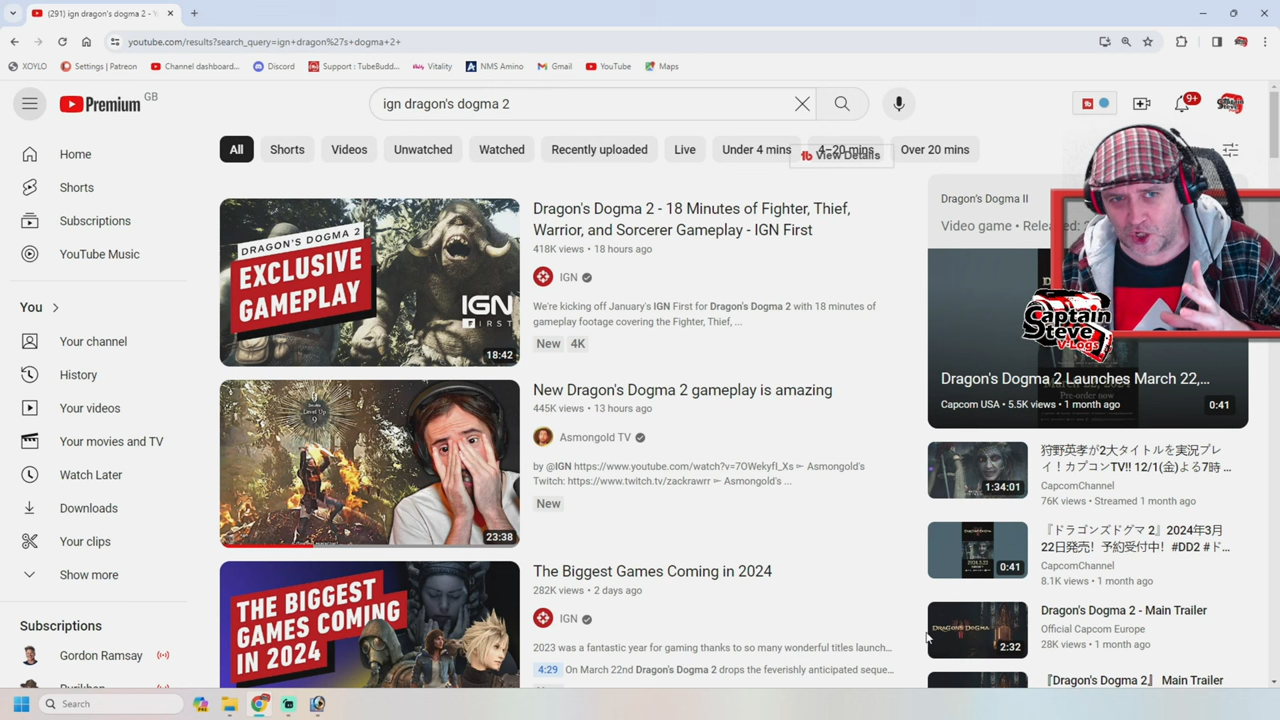 (291) ign dragon's dogma 2 - Y
youtube.com/results?search_query=ign+dragon%27s+dogma+2+
XOYLO
Settings | Patreon
Channel dashboard...
Discord
Support : TubeBudd...
Vitality
NMS Amino
Gmail
YouTube
Maps
Premium GB
ign dragon's dogma 2
9+
All
Shorts
Videos
Unwatched
Watched
Recently uploaded
Live
Under 4 mins
4–20 mins
View Details
Over 20 mins
Home
Shorts
Subscriptions
YouTube Music
You
Your channel
History
Your videos
Your movies and TV
Watch Later
Downloads
Your clips
Show more
Subscriptions
Gordon Ramsay
DRAGON'S DOGMA 2
EXCLUSIVE
GAMEPLAY
IGN
FIRST
18:42
Dragon's Dogma 2 - 18 Minutes of Fighter, Thief,
Warrior, and Sorcerer Gameplay - IGN First
418K views • 18 hours ago
IGN
We're kicking off January's IGN First for Dragon's Dogma 2 with 18 minutes of
gameplay footage covering the Fighter, Thief, ...
New
4K
Level Up
9
23:38
New Dragon's Dogma 2 gameplay is amazing
445K views • 13 hours ago
Asmongold TV
by @IGN https://www.youtube.com/watch?v=7OWekyfI_Xs ► Asmongold's
Twitch: https://www.twitch.tv/zackrawrr ► Asmongold's ...
New
THE BIGGEST
GAMES COMING
IN 2024
The Biggest Games Coming in 2024
282K views • 2 days ago
IGN
2023 was a fantastic year for gaming thanks to so many wonderful titles launch...
4:29
On March 22nd Dragon's Dogma 2 drops the feverishly anticipated seque...
Dragon's Dogma II
Video game • Released: 2
Captain
Steve
V-Logs
Pre-order now
Dragon's Dogma 2 Launches March 22,...
Capcom USA • 5.5K views • 1 month ago
0:41
1:34:01
狩野英孝が2大タイトルを実況プレ
イ！カプコンTV!! 12/1(金)よる7時 ...
CapcomChannel
76K views • Streamed 1 month ago
0:41
『ドラゴンズドグマ 2』2024年3月
22日発売！予約受付中！#DD2 #ド...
CapcomChannel
8.1K views • 1 month ago
DRAGON'S DOGMA
2:32
Dragon's Dogma 2 - Main Trailer
Official Capcom Europe
28K views • 1 month ago
『Dragon's Dogma 2』 Main Trailer
Search